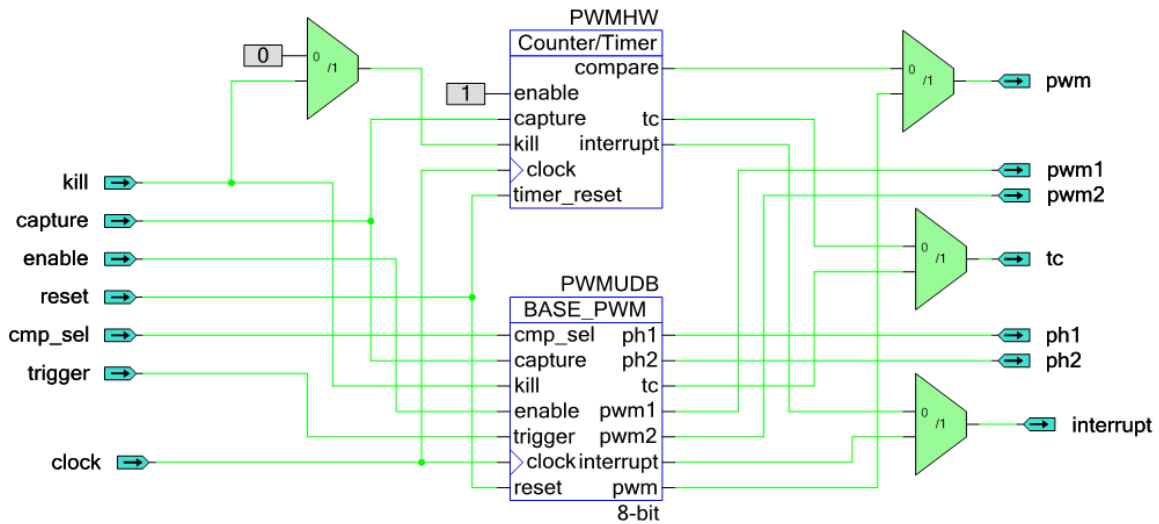 PWMHW
Counter/Timer
0
0
/1
compare
0
/1
pwm
1
enable
capture
tc
kill
interrupt
clock
pwm1
kill
timer_reset
pwm2
capture
0
/1
tc
enable
PWMUDB
reset
BASE_PWM
cmp_sel
cmp_sel
ph1
ph1
capture
ph2
ph2
trigger
kill
tc
enable
pwm1
0
/1
interrupt
trigger
pwm2
clock
clock
interrupt
reset
pwm
8-bit